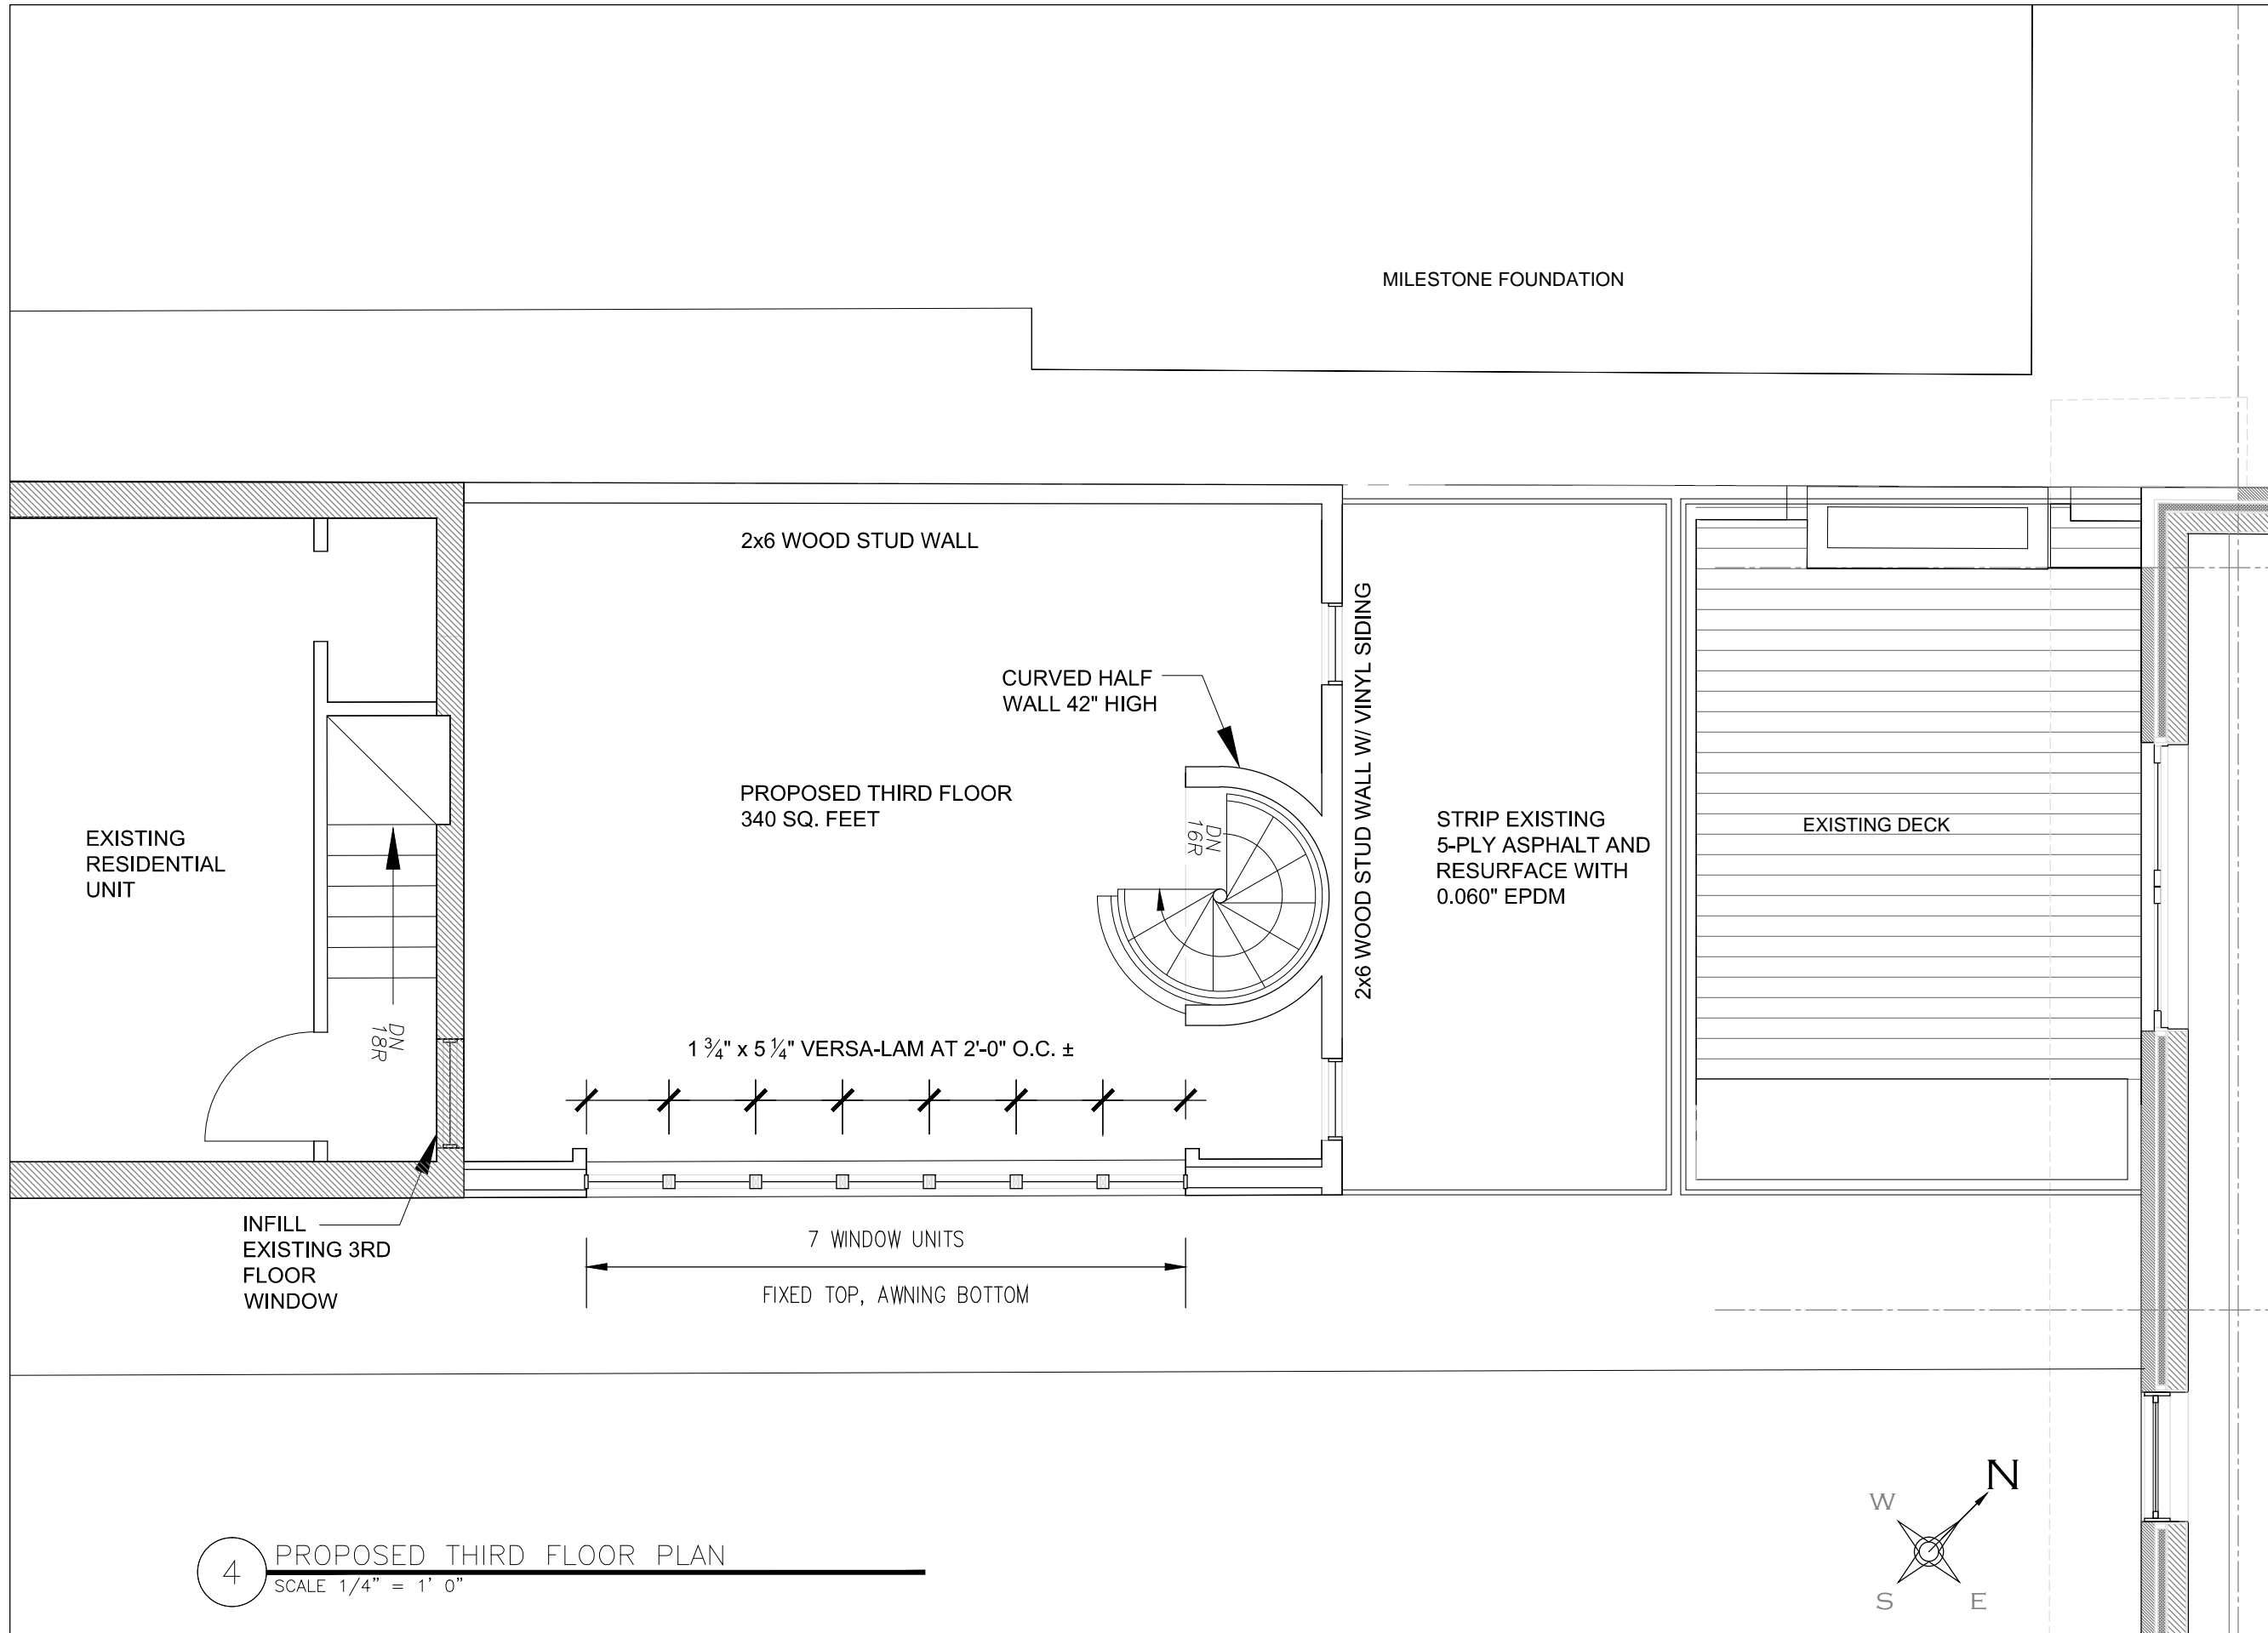 MILESTONE FOUNDATION
2x6 WOOD STUD WALL
CURVED HALF
WALL 42" HIGH
2x6 WOOD STUD WALL W/ VINYL SIDING
PROPOSED THIRD FLOOR
340 SQ. FEET
DN
16R
STRIP EXISTING
5-PLY ASPHALT AND
RESURFACE WITH
0.060" EPDM
EXISTING DECK
EXISTING
RESIDENTIAL
UNIT
DN
18R
1 ¾" x 5 ¼" VERSA-LAM AT 2'-0" O.C. ±
INFILL
EXISTING 3RD
FLOOR
WINDOW
7 WINDOW UNITS
FIXED TOP, AWNING BOTTOM
4
PROPOSED THIRD FLOOR PLAN
SCALE 1/4" = 1' 0"
N
W
S
E